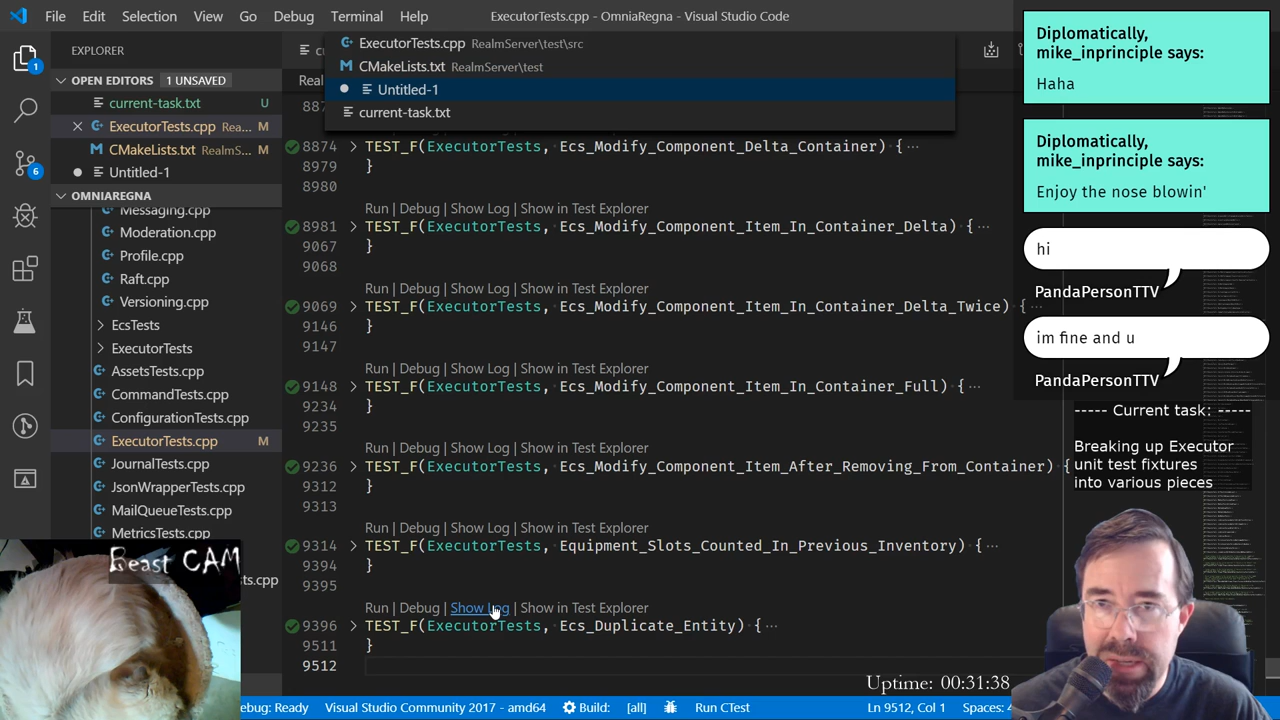 File Edit Selection View Go Debug Terminal Help
ExecutorTests.cpp - OmniaRegna - Visual Studio Code
EXPLORER
OPEN EDITORS 1 UNSAVED
current-task.txt U
ExecutorTests.cpp Rea... M
CMakeLists.txt RealmS... M
Untitled-1
OMNIAREGNA
Messaging.cpp
Moderation.cpp
Profile.cpp
Raft.cpp
Versioning.cpp
EcsTests
ExecutorTests
AssetsTests.cpp
CommandTests.cpp
ConfigurationTests.cpp
ExecutorTests.cpp M
JournalTests.cpp
JsonWrapperTests.cpp
MailQueueTests.cpp
MetricsTests.cpp
1
6
ExecutorTests.cpp RealmServer\test\src
CMakeLists.txt RealmServer\test
Untitled-1
current-task.txt
8874 TEST_F(ExecutorTests, Ecs_Modify_Component_Delta_Container) {...
8979 }
8980
Run | Debug | Show Log | Show in Test Explorer
8981 TEST_F(ExecutorTests, Ecs_Modify_Component_Item_In_Container_Delta) {...
9067 }
9068
Run | Debug | Show Log | Show in Test Explorer
9069 TEST_F(ExecutorTests, Ecs_Modify_Component_Item_In_Container_Delta_Twice) {...
9146 }
9147
Run | Debug | Show Log | Show in Test Explorer
9148 TEST_F(ExecutorTests, Ecs_Modify_Component_Item_In_Container_Full) {...
9234 }
9235
Run | Debug | Show Log | Show in Test Explorer
9236 TEST_F(ExecutorTests, Ecs_Modify_Component_Item_After_Removing_From_Container) {
9312 }
9313
Run | Debug | Show Log | Show in Test Explorer
9314 TEST_F(ExecutorTests, Equipment_Slots_Counted_In_Previous_Inventory) {...
9394 }
9395
Run | Debug | Show Log | Show in Test Explorer
9396 TEST_F(ExecutorTests, Ecs_Duplicate_Entity) {...
9511 }
9512
Diplomatically,
mike_inprinciple says:
Haha
Diplomatically,
mike_inprinciple says:
Enjoy the nose blowin'
hi
PandaPersonTTV
im fine and u
PandaPersonTTV
----- Current task: -----
Breaking up Executor
unit test fixtures
into various pieces
Beast CAM
Uptime: 00:31:38
ebug: Ready Visual Studio Community 2017 - amd64 Build: [all] Run CTest Ln 9512, Col 1 Spaces: 4